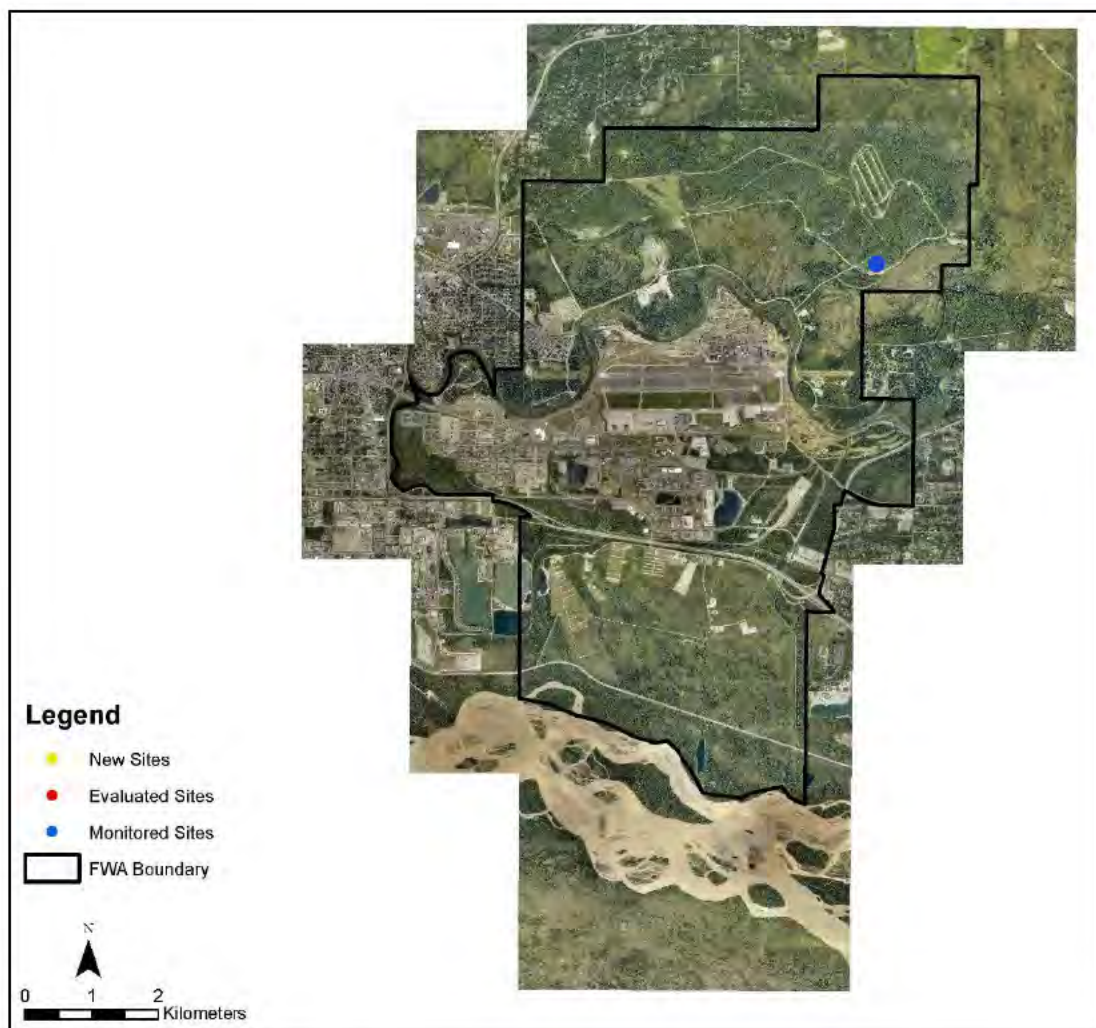 Legend
New Sites
Evaluated Sites
Monitored Sites
FWA Boundary
N
0 1 2
Kilometers